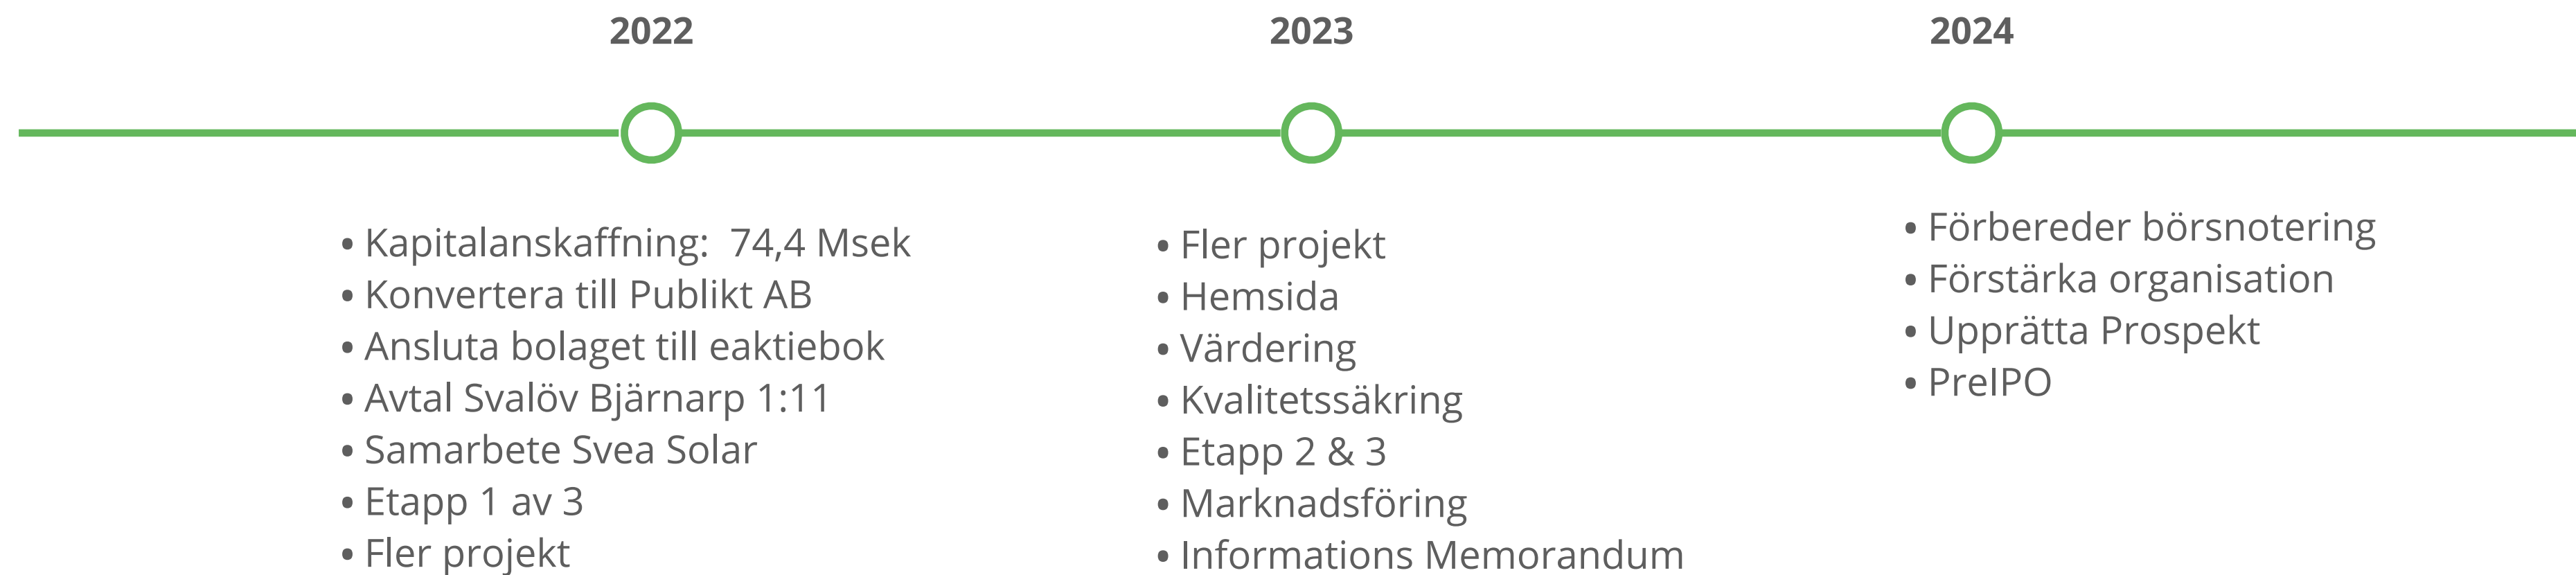 2022
2023
2024
• Kapitalanskaffning:  74,4 Msek
• Konvertera till Publikt AB
• Ansluta bolaget till eaktiebok
• Avtal Svalöv Bjärnarp 1:11
• Samarbete Svea Solar
• Etapp 1 av 3
• Fler projekt
• Fler projekt
• Hemsida
• Värdering
• Kvalitetssäkring
• Etapp 2 & 3
• Marknadsföring
• Informations Memorandum
• Förbereder börsnotering
• Förstärka organisation
• Upprätta Prospekt
• PreIPO